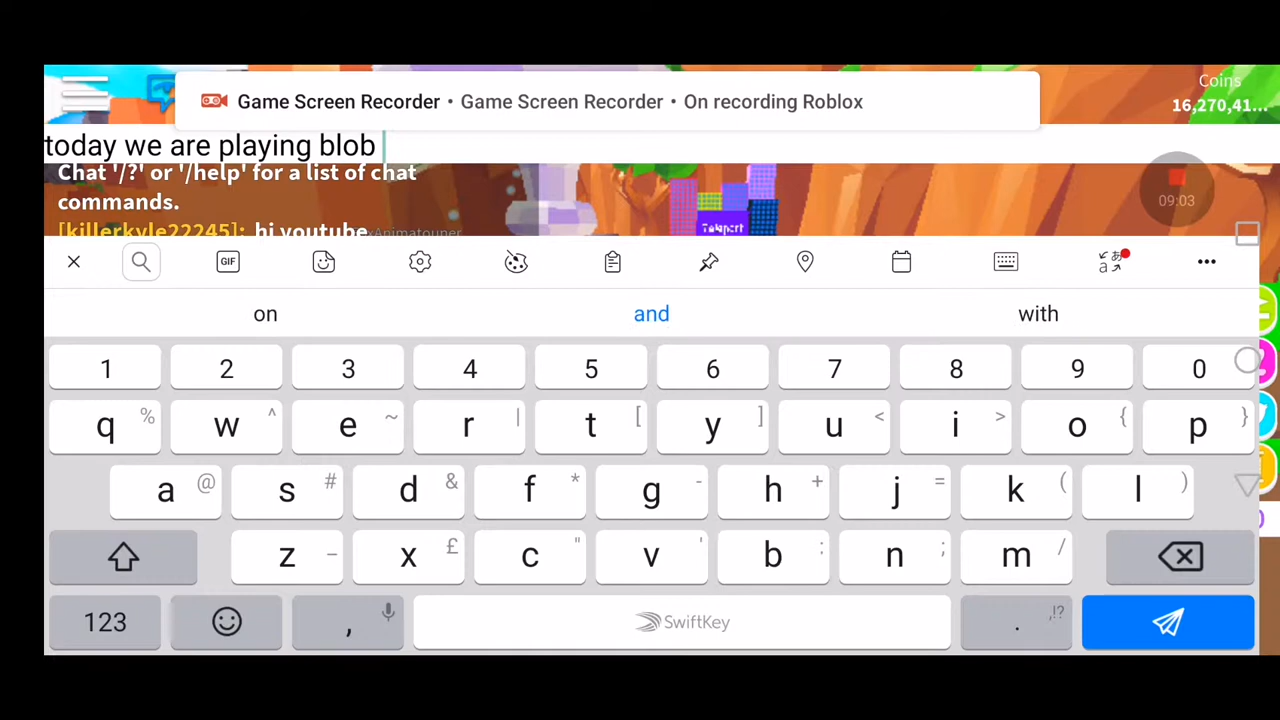 Coins
Game Screen Recorder • Game Screen Recorder • On recording Roblox
16,270,41...
today we are playing blob
Chat '/?' or '/help' for a list of chat
commands.
09:03
[killerkyle22245]: hi youtube
Teleport
GIF
on and with
1 2 3 4 5 6 7 8 9 0
q % w ^ e ~ r | t [ y ] u < i > o { p }
a @ s # d & f * g - h + j = k ( l )
z _ x £ c " v ' b : n ; m /
123 , SwiftKey . ,!?